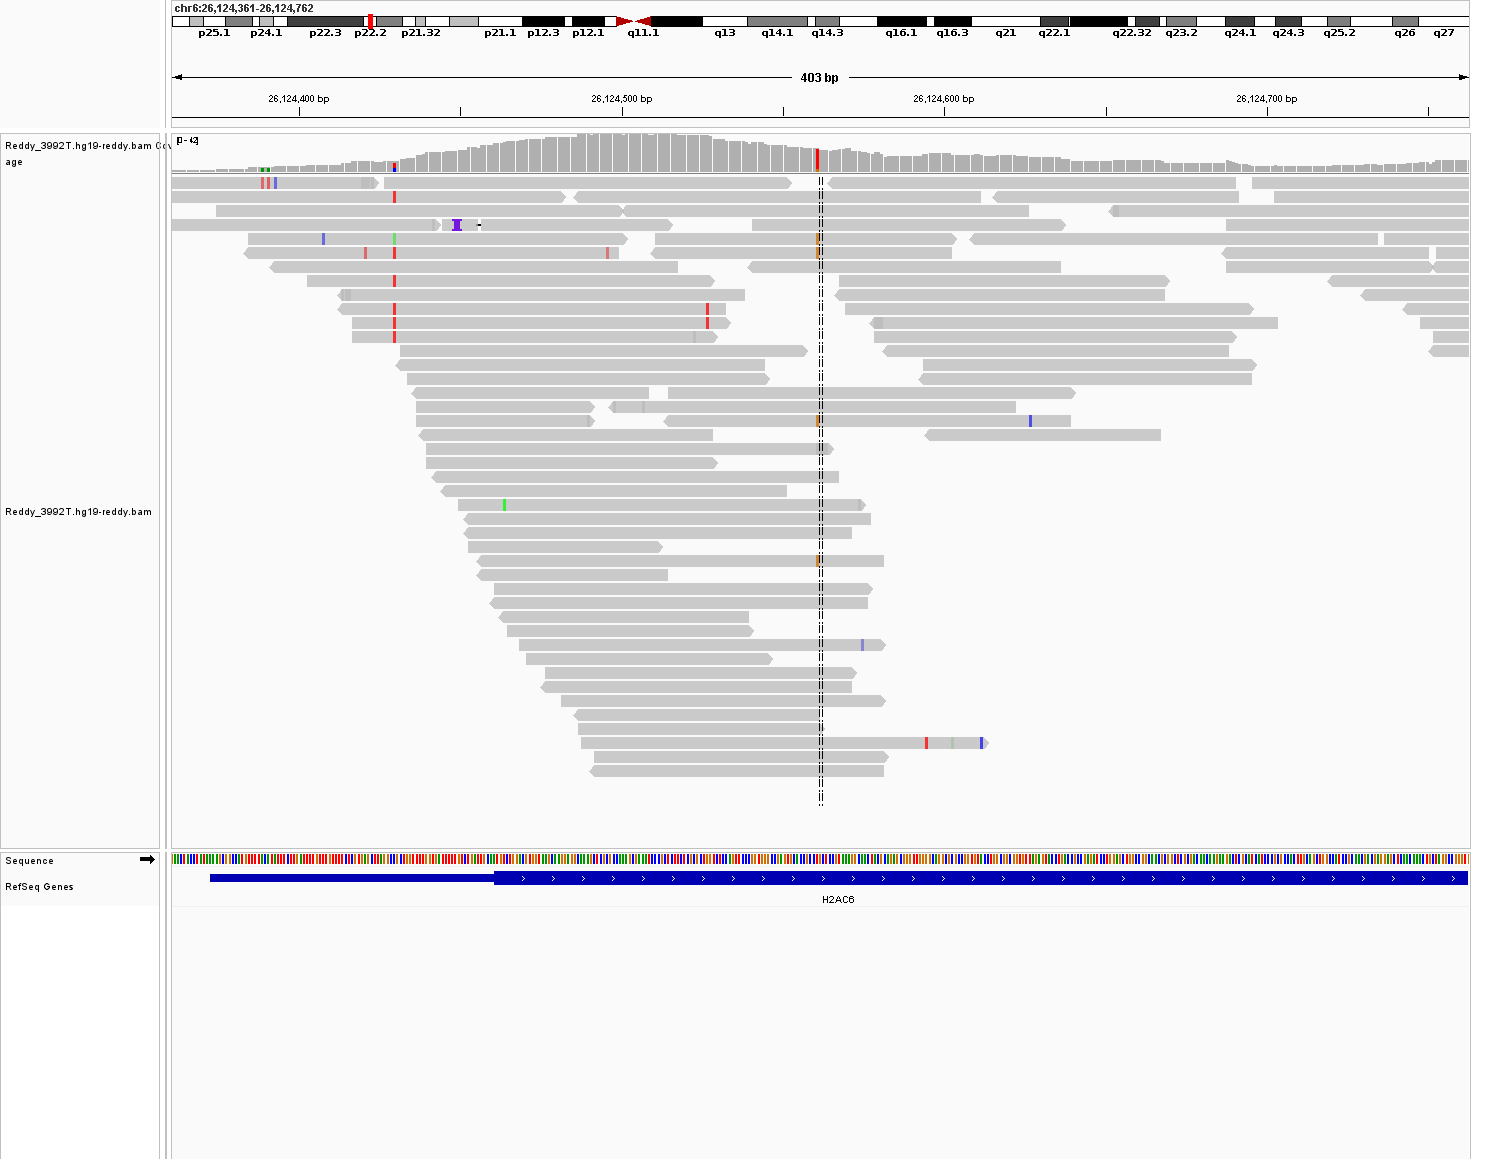 chr6:26,124,361-26,124,762
p25.1 p24.1 p22.3 p22.2 p21.32 p21.1 p12.3 p12.1 q11.1 q13 q14.1 q14.3 q16.1 q16.3 q21 q22.1 q22.32 q23.2 q24.1 q24.3 q25.2 q26 q27
403 bp
26,124,400 bp 26,124,500 bp 26,124,600 bp 26,124,700 bp
[0 - 42]
Reddy_3992T.hg19-reddy.bam Cov
age
Reddy_3992T.hg19-reddy.bam
Sequence
RefSeq Genes
H2AC6